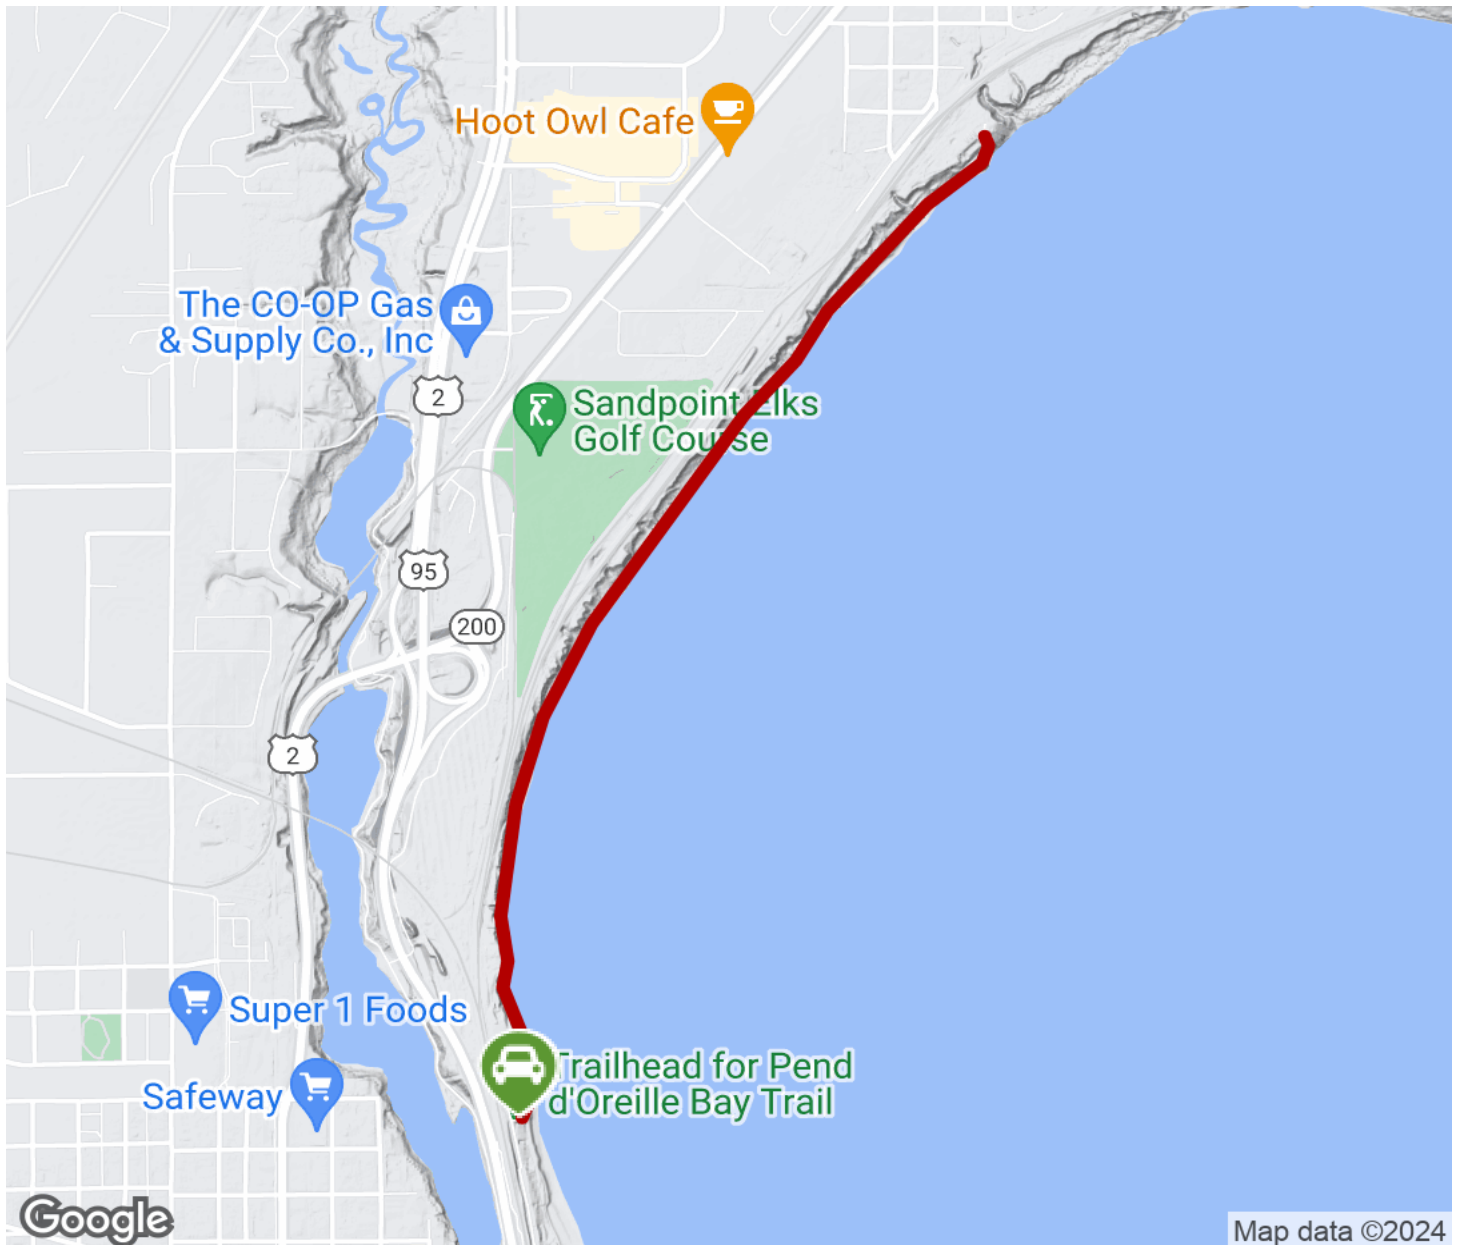 Hoot Owl Cafe
The CO-OP Gas
& Supply Co., Inc
2
Sandpoint Elks
Golf Course
95
200
2
Super 1 Foods
Trailhead for Pend
d'Oreille Bay Trail
Safeway
Google
Map data ©2024